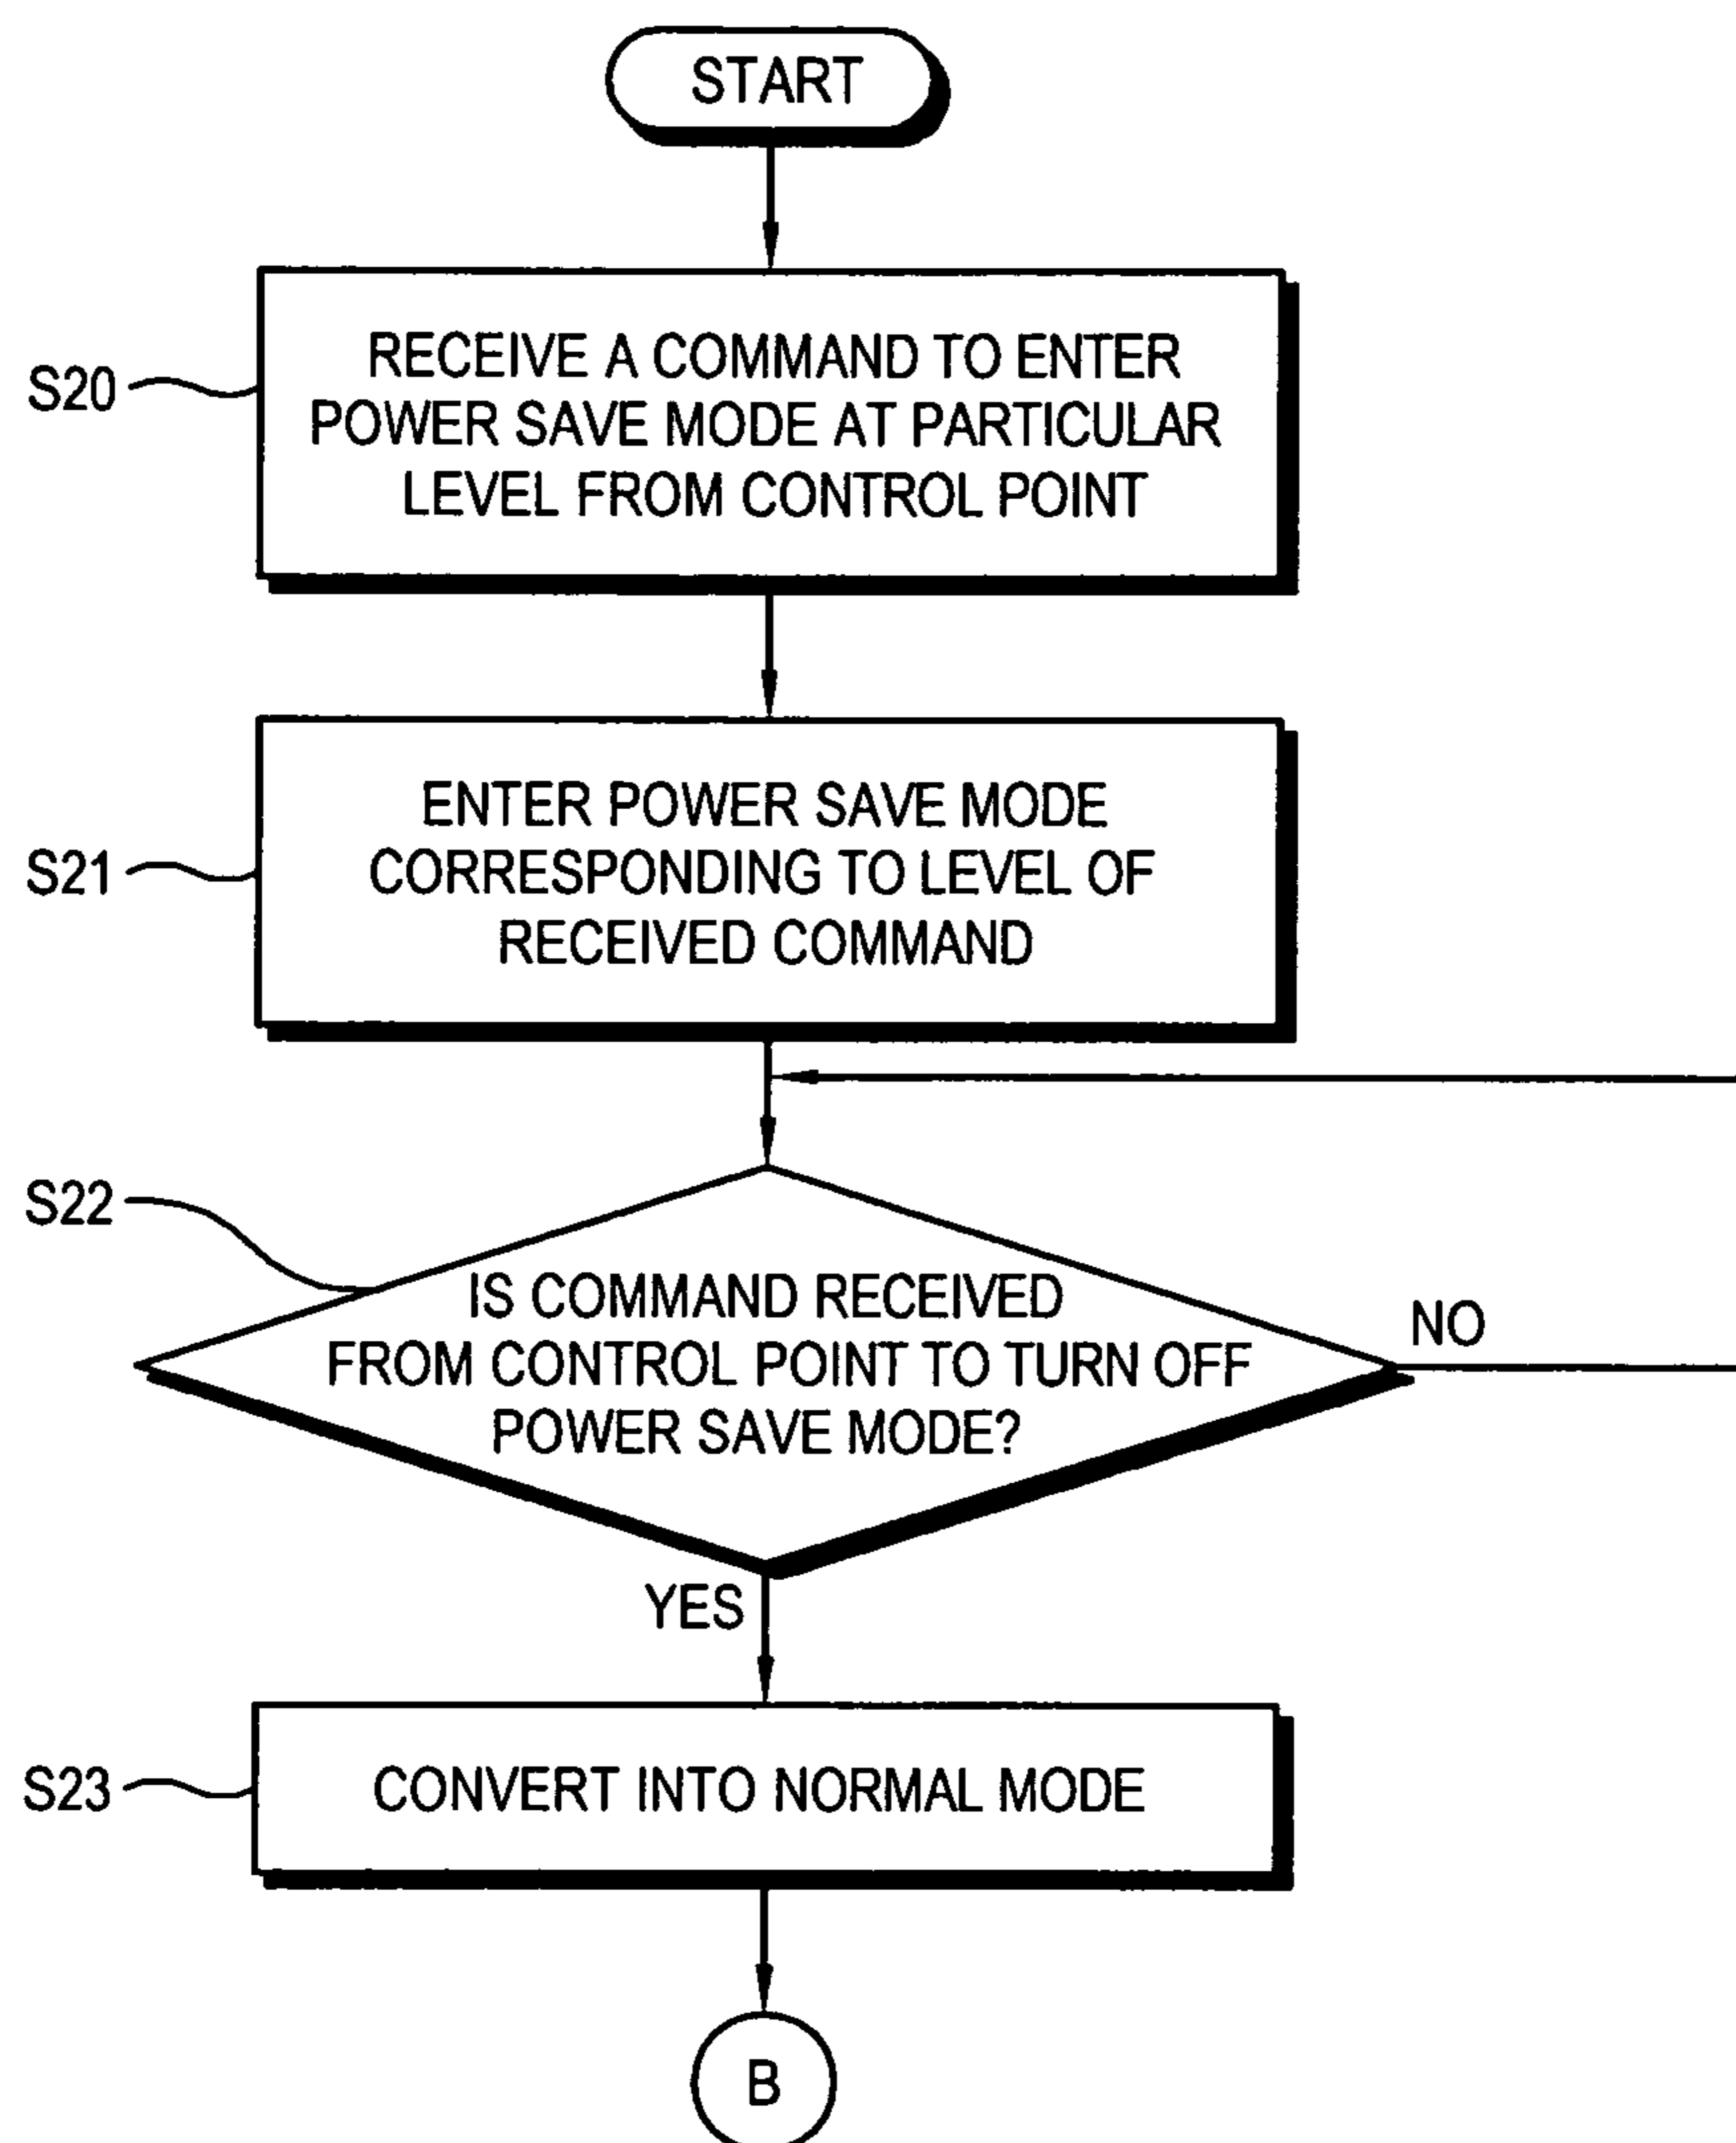 START
S20
RECEIVE A COMMAND TO ENTER
POWER SAVE MODE AT PARTICULAR
LEVEL FROM CONTROL POINT
S21
ENTER POWER SAVE MODE
CORRESPONDING TO LEVEL OF
RECEIVED COMMAND
S22
IS COMMAND RECEIVED
FROM CONTROL POINT TO TURN OFF
POWER SAVE MODE?
NO
YES
S23
CONVERT INTO NORMAL MODE
B